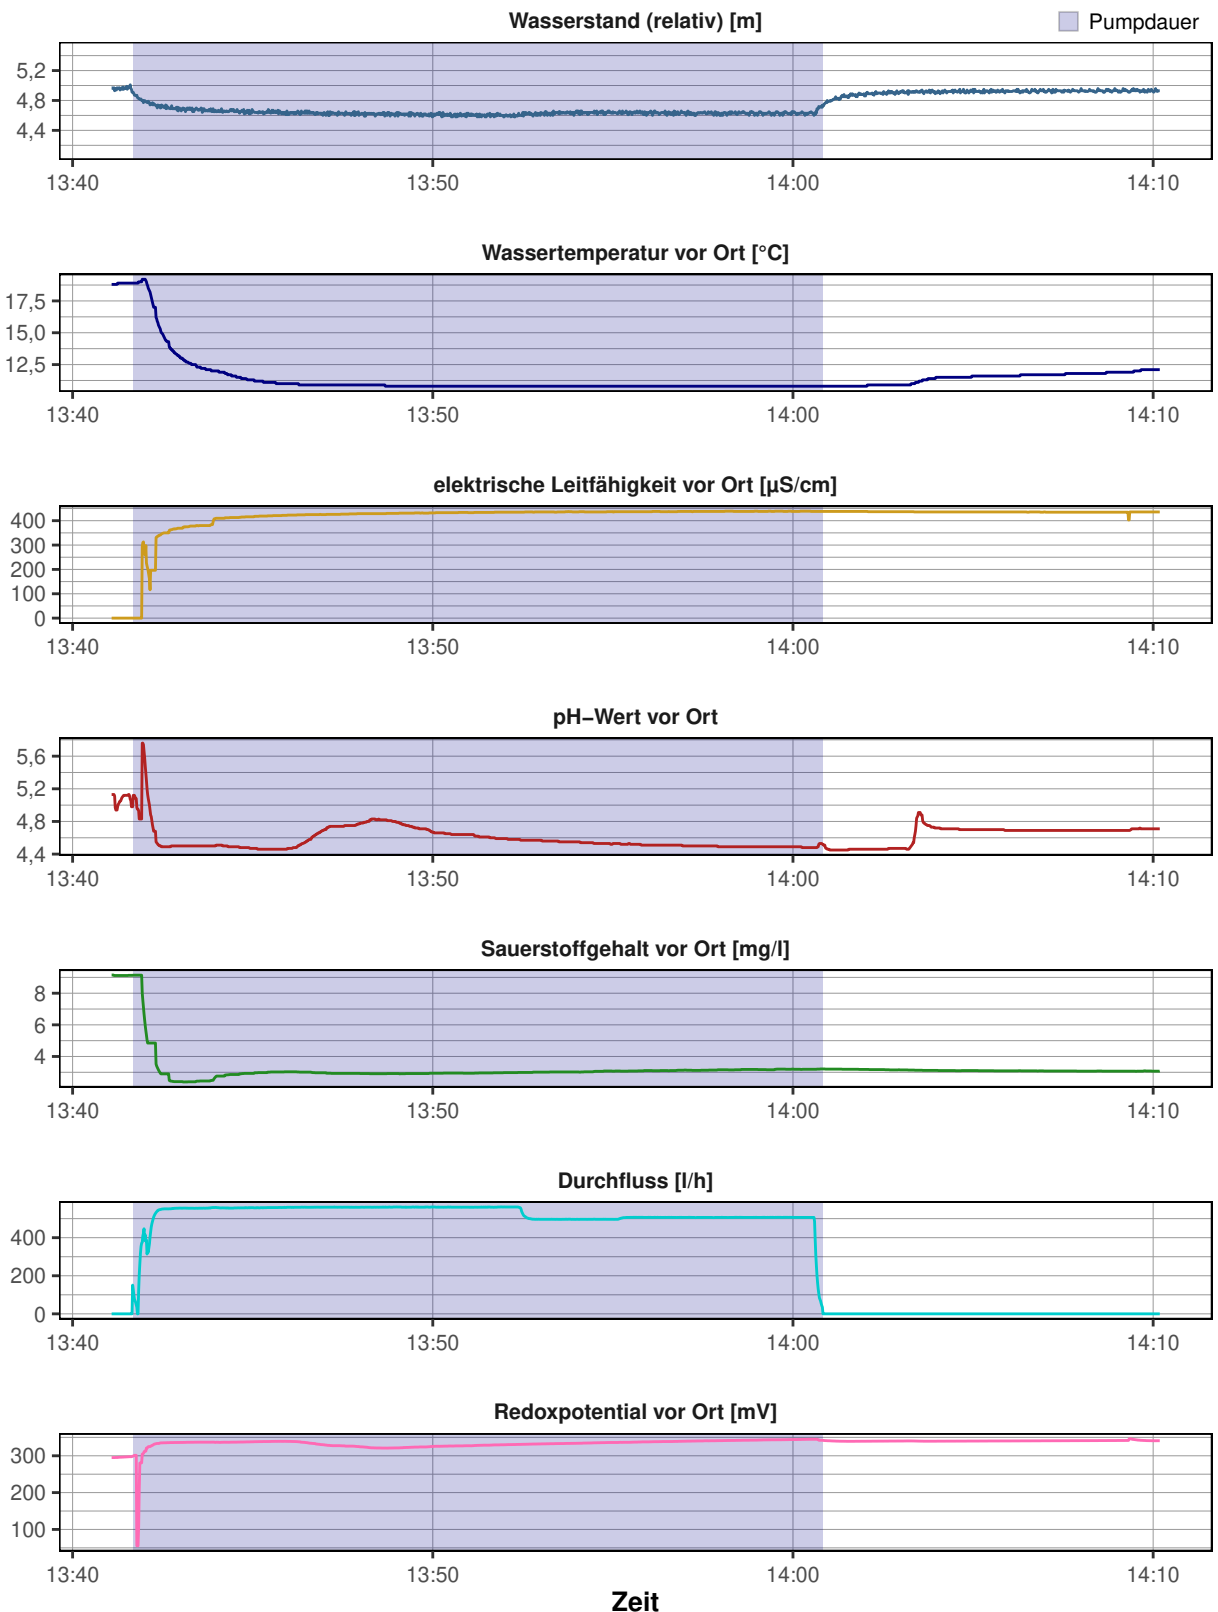 Wasserstand (relativ) [m]
Pumpdauer
5,2
4,8
4,4
13:40 13:50 14:00 14:10
Wassertemperatur vor Ort [°C]
17,5
15,0
12,5
13:40 13:50 14:00 14:10
elektrische Leitfähigkeit vor Ort [µS/cm]
400
300
200
100
0
13:40 13:50 14:00 14:10
pH−Wert vor Ort
5,6
5,2
4,8
4,4
13:40 13:50 14:00 14:10
Sauerstoffgehalt vor Ort [mg/l]
8
6
4
13:40 13:50 14:00 14:10
Durchfluss [l/h]
400
200
0
13:40 13:50 14:00 14:10
Redoxpotential vor Ort [mV]
300
200
100
13:40 13:50 14:00 14:10
Zeit